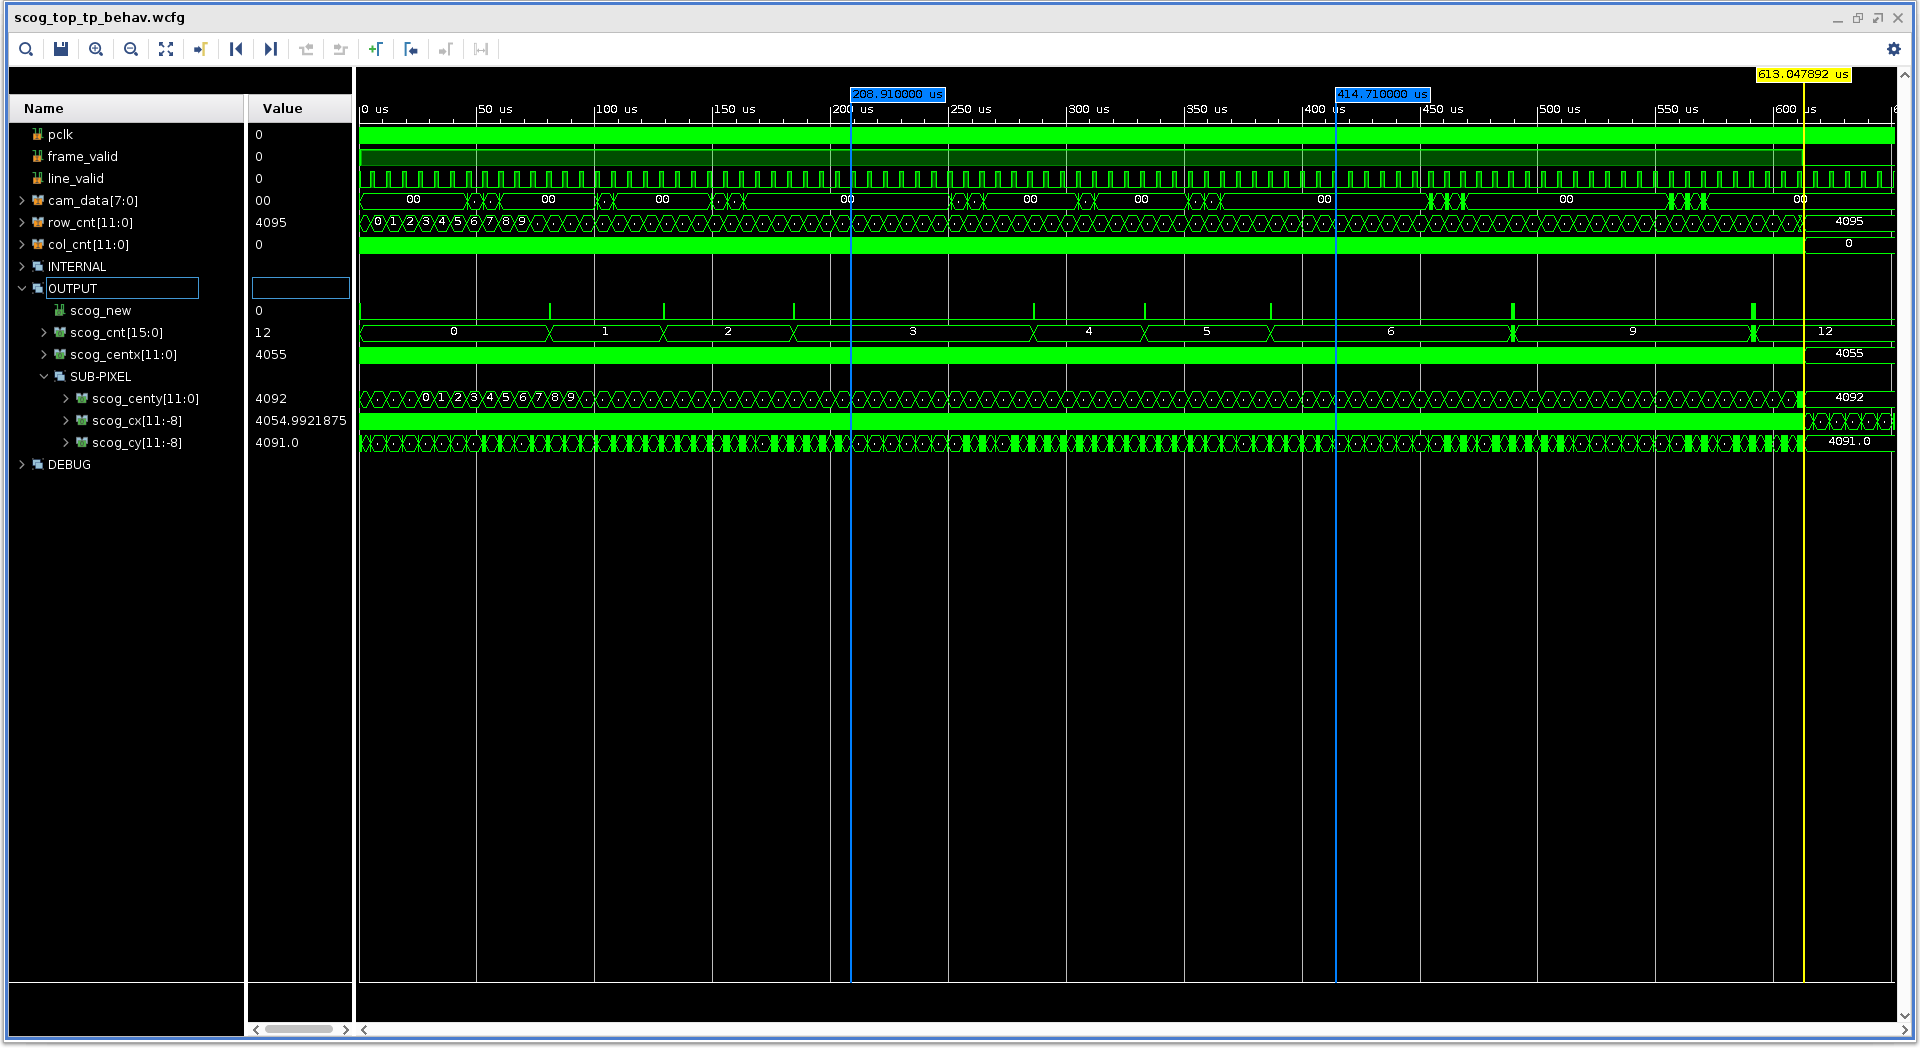 scog_top_tp_behav.wcfg
613.047892 us
208.910000 us 414.710000 us
Name Value 0 us 50 us 100 us 150 us 200 us 250 us 300 us 350 us 400 us 450 us 500 us 550 us 600 us
pclk 0
frame_valid 0
line_valid 0
cam_data[7:0] 00 00 00 00 00 00 00 00 00 00
row_cnt[11:0] 4095 0 1 2 3 4 5 6 7 8 9 4095
col_cnt[11:0] 0 0
INTERNAL
OUTPUT
scog_new 0
scog_cnt[15:0] 12 0 1 2 3 4 5 6 9 12
scog_centx[11:0] 4055 4055
SUB-PIXEL
scog_centy[11:0] 4092 0 1 2 3 4 5 6 7 8 9 4092
scog_cx[11:-8] 4054.9921875
scog_cy[11:-8] 4091.0 4091.0
DEBUG